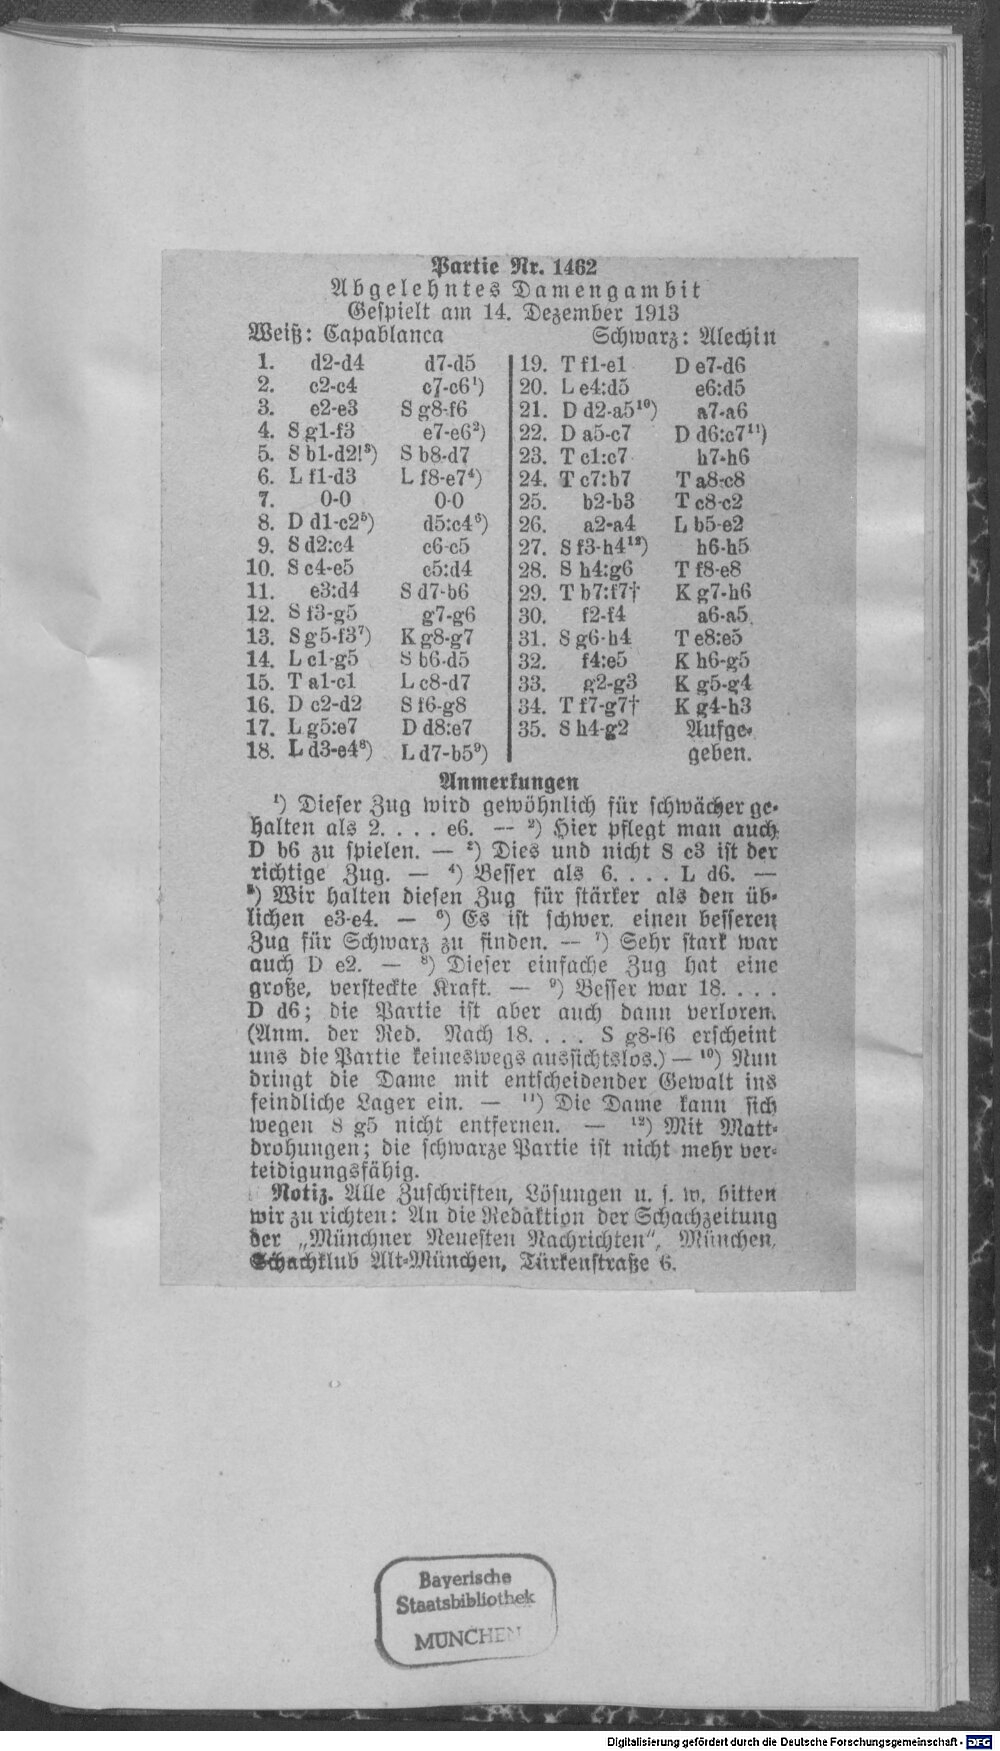 Partie Nr. 1462
Abgelehntes Damengambit
Gespielt am 14. Dezember 1913
Weiß: Capablanca Schwarz: Alechin
1. d2-d4 d7-d5
2. c2-c4 c7-c6¹)
3. e2-e3 S g8-f6
4. S g1-f3 e7-e6²)
5. S b1-d2!³) S b8-d7
6. L f1-d3 L f8-e7⁴)
7. 0-0 0-0
8. D d1-c2⁵) d5:c4⁶)
9. S d2:c4 c6-c5
10. S c4-e5 c5:d4
11. e3:d4 S d7-b6
12. S f3-g5 g7-g6
13. S g5-f3⁷) K g8-g7
14. L c1-g5 S b6-d5
15. T a1-c1 L c8-d7
16. D c2-d2 S f6-g8
17. L g5:e7 D d8:e7
18. L d3-e4⁸) L d7-b5⁹)
19. T f1-e1 D e7-d6
20. L e4:d5 e6:d5
21. D d2-a5¹⁰) a7-a6
22. D a5-c7 D d6:c7¹¹)
23. T c1:c7 h7-h6
24. T c7:b7 T a8-c8
25. b2-b3 T c8-c2
26. a2-a4 L b5-e2
27. S f3-h4¹²) h6-h5
28. S h4:g6 T f8-e8
29. T b7:f7† K g7-h6
30. f2-f4 a6-a5
31. S g6-h4 T e8:e5
32. f4:e5 K h6-g5
33. g2-g3 K g5-g4
34. T f7-g7† K g4-h3
35. S h4-g2 Aufge-
geben.
Anmerkungen
¹) Dieser Zug wird gewöhnlich für schwächer ge-
halten als 2. . . . e6. — ²) Hier pflegt man auch
D b6 zu spielen. — ²) Dies und nicht S c3 ist der
richtige Zug. — ⁴) Besser als 6. . . . L d6. —
⁵) Wir halten diesen Zug für stärker als den üb-
lichen e3-e4. — ⁶) Es ist schwer, einen besseren
Zug für Schwarz zu finden. — ⁷) Sehr stark war
auch D e2. — ⁸) Dieser einfache Zug hat eine
große, versteckte Kraft. — ⁹) Besser war 18. . . .
D d6; die Partie ist aber auch dann verloren.
(Anm. der Red. Nach 18. . . . S g8-f6 erscheint
uns die Partie keineswegs aussichtslos.) — ¹⁰) Nun
dringt die Dame mit entscheidender Gewalt ins
feindliche Lager ein. — ¹¹) Die Dame kann sich
wegen S g5 nicht entfernen. — ¹²) Mit Matt-
drohungen; die schwarze Partie ist nicht mehr ver-
teidigungsfähig.
Notiz. Alle Zuschriften, Lösungen u. s. w. bitten
wir zu richten: An die Redaktion der Schachzeitung
der „Münchner Neuesten Nachrichten“, München,
Schachklub Alt-München, Türkenstraße 6.
Bayerische
Staatsbibliothek
MÜNCHEN
Digitalisierung gefördert durch die Deutsche Forschungsgemeinschaft - DFG